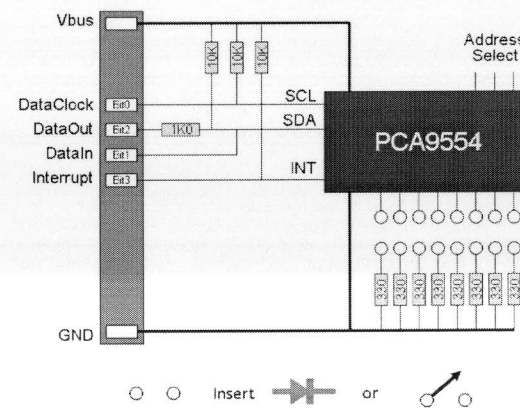 Vbus
10K 10K 10K
Address
Select
DataClock Bit0 SCL
DataOut Bit2 1K0 SDA
PCA9554
DataIn Bit1
Interrupt Bit3 INT
330 330 330 330 330 330 330 330
GND
Insert or